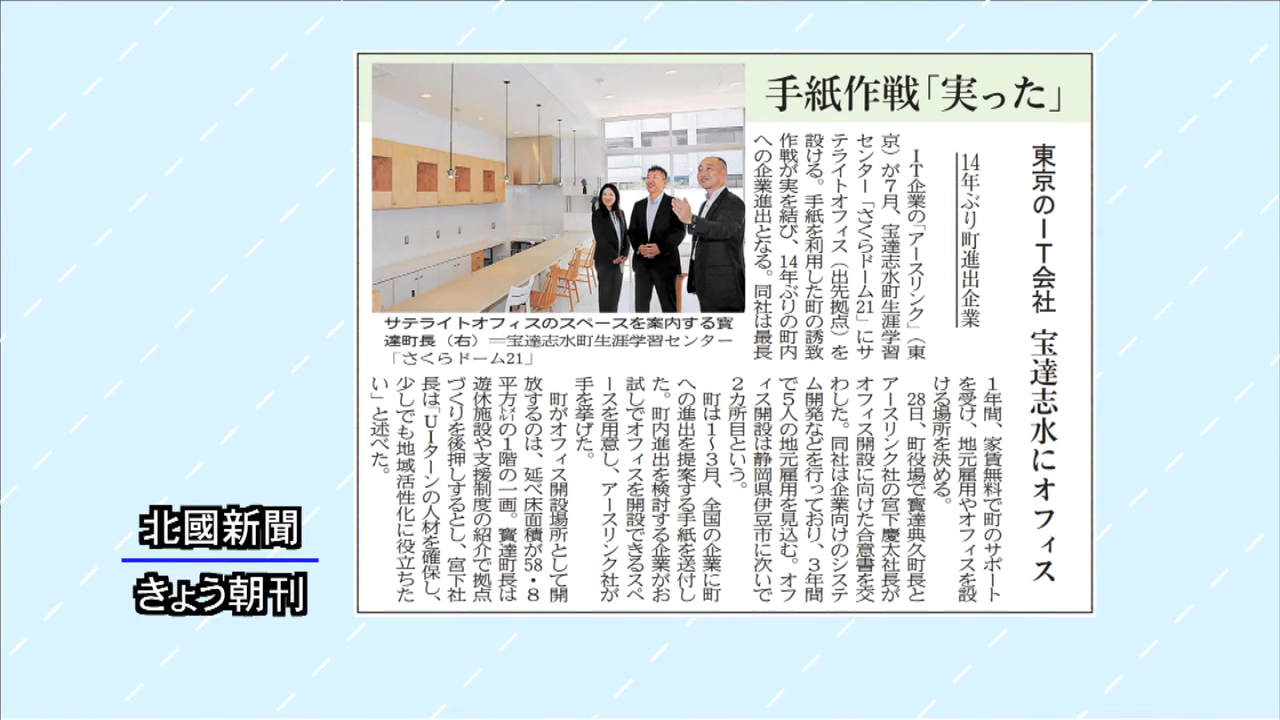 手紙作戦「実った」
東京のIT会社 宝達志水にオフィス
14年ぶり町進出企業
IT企業の「アースリンク」（東
京）が7月、宝達志水町生涯学習
センター「さくらドーム21」にサ
テライトオフィス（出先拠点）を
設ける。手紙を利用した町の誘致
作戦が実を結び、14年ぶりの町内
への企業進出となる。同社は最長
1年間、家賃無料で町のサポート
を受け、地元雇用やオフィスを設
ける場所を決める。
28日、町役場で寳達典久町長と
アースリンク社の宮下慶太社長が
オフィス開設に向けた合意書を交
わした。同社は企業向けのシステ
ム開発などを行っており、3年間
で5人の地元雇用を見込む。オフ
ィス開設は静岡県伊豆市に次いで
2カ所目という。
町は1〜3月、全国の企業に町
への進出を提案する手紙を送付し
た。町内進出を検討する企業がお
試しでオフィスを開設できるスペ
ースを用意し、アースリンク社が
手を挙げた。
町がオフィス開設場所として開
放するのは、延べ床面積が58・8
平方㍍の1階の一画。寳達町長は
遊休施設や支援制度の紹介で拠点
づくりを後押しするとし、宮下社
長は「UIターンの人材を確保し、
少しでも地域活性化に役立ちた
い」と述べた。
サテライトオフィスのスペースを案内する寳
達町長（右）＝宝達志水町生涯学習センター
「さくらドーム21」
北國新聞
きょう朝刊